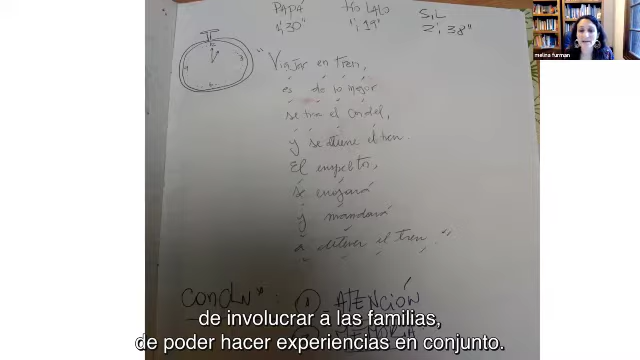 PAPÁ TÍO LALO S,L
1,30" 1,19" 2', 38"
melina furman
"Viajar en tren,
es de lo mejor
se tira el cordel,
y se detiene el tren.
El inspector,
se enojará
y mandará
a detener el tren."
① ATENCIÓN
de involucrar a las familias,
de poder hacer experiencias en conjunto.